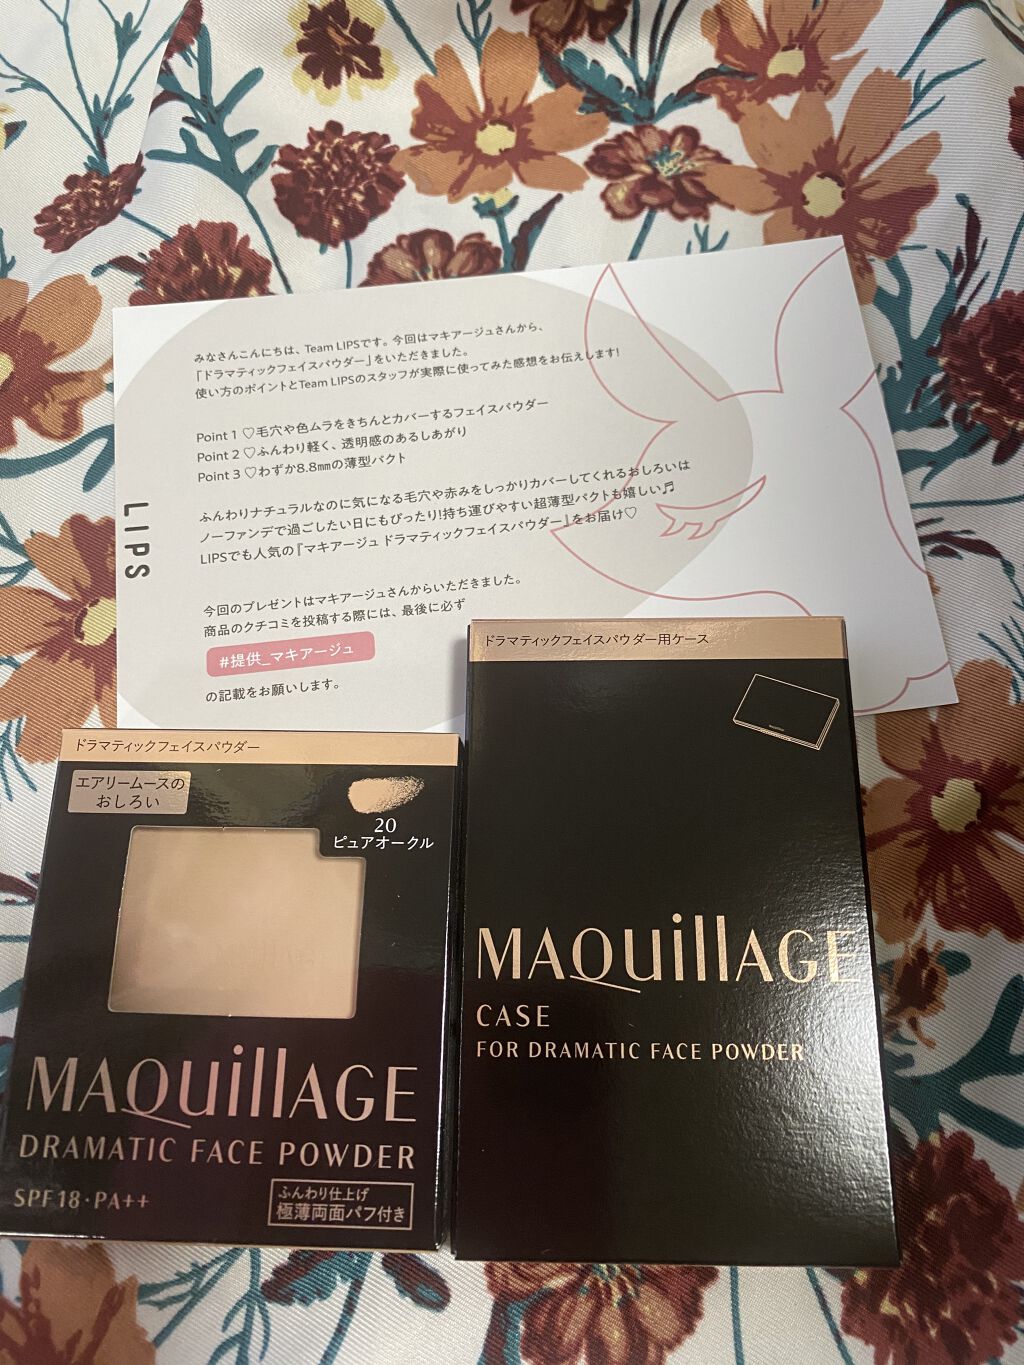 みなさんこんにちは、Team LIPSです。今回はマキアージュさんから、
「ドラマティックフェイスパウダー」をいただきました。
使い方のポイントとTeam LIPSのスタッフが実際に使ってみた感想をお伝えします!
Point 1 ♡毛穴や色ムラをきちんとカバーするフェイスパウダー
Point 2 ♡ふんわり軽く、透明感のあるしあがり
Point 3 ♡わずか8.8㎜の薄型パクト
ふんわりナチュラルなのに気になる毛穴や赤みをしっかりカバーしてくれるおしろいは
ノーファンデで過ごしたい日にもぴったり!持ち運びやすい超薄型パクトも嬉しい♬
LIPSでも人気の『マキアージュ ドラマティックフェイスパウダー』をお届け♡
今回のプレゼントはマキアージュさんからいただきました。
商品のクチコミを投稿する際には、最後に必ず
#提供_マキアージュ
の記載をお願いします。
LIPS
ドラマティックフェイスパウダー
エアリームースの
おしろい
20
ピュアオークル
MAQuillAGE
DRAMATIC FACE POWDER
SPF18・PA++
ふんわり仕上げ
極薄両面パフ付き
ドラマティックフェイスパウダー用ケース
MAQuillAGE
CASE
FOR DRAMATIC FACE POWDER